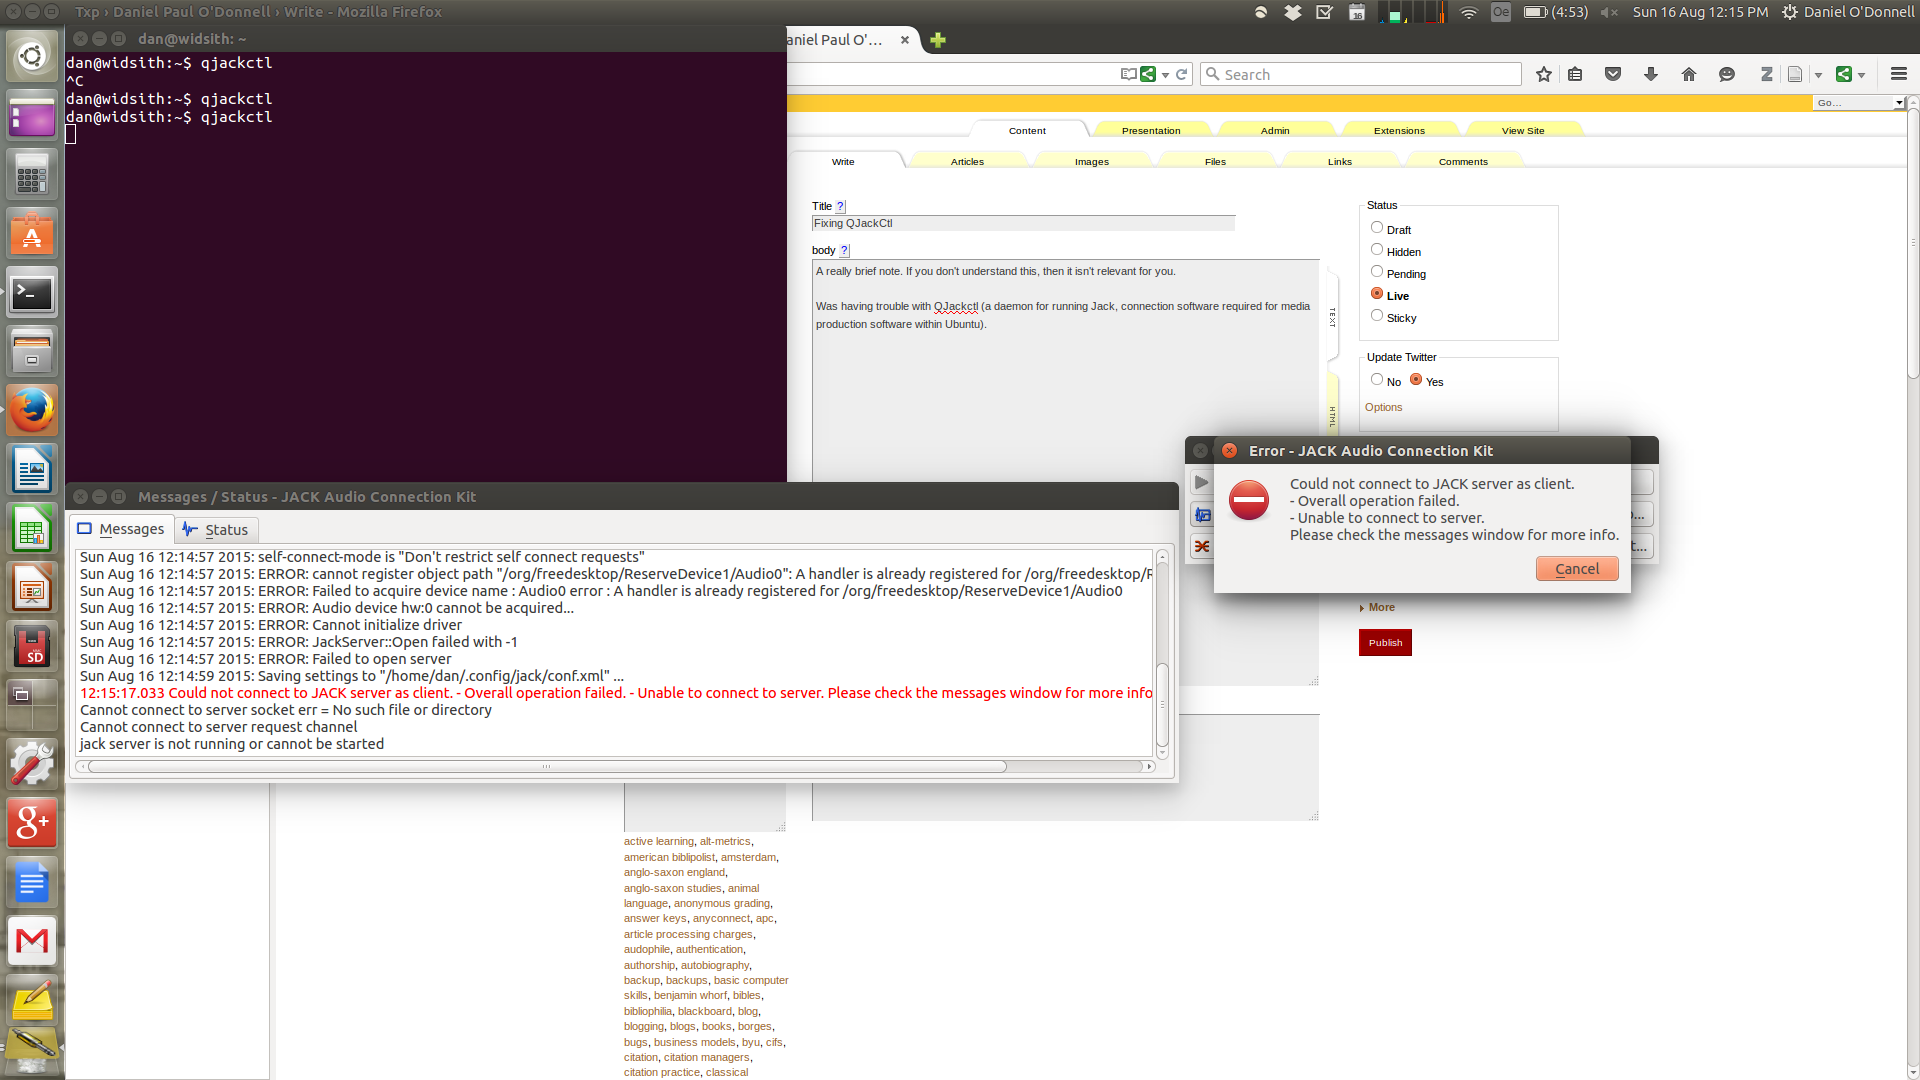 Txp › Daniel Paul O'Donnell › Write - Mozilla Firefox
Oe
(4:53)
Sun 16 Aug 12:15 PM
Daniel O'Donnell
16
dan@widsith: ~
dan@widsith:~$ qjackctl
^C
dan@widsith:~$ qjackctl
dan@widsith:~$ qjackctl
aniel Paul O'...
Search
Go...
Content
Presentation
Admin
Extensions
View Site
Write
Articles
Images
Files
Links
Comments
Title ?
Fixing QJackCtl
body ?
A really brief note. If you don't understand this, then it isn't relevant for you.
Was having trouble with QJackctl (a daemon for running Jack, connection software required for media
production software within Ubuntu).
TEXT
HTML
Status
Draft
Hidden
Pending
Live
Sticky
Update Twitter
No
Yes
Options
Error - JACK Audio Connection Kit
Could not connect to JACK server as client.
- Overall operation failed.
- Unable to connect to server.
Please check the messages window for more info.
Cancel
More
Publish
Messages / Status - JACK Audio Connection Kit
Messages
Status
Sun Aug 16 12:14:57 2015: self-connect-mode is "Don't restrict self connect requests"
Sun Aug 16 12:14:57 2015: ERROR: cannot register object path "/org/freedesktop/ReserveDevice1/Audio0": A handler is already registered for /org/freedesktop/R
Sun Aug 16 12:14:57 2015: ERROR: Failed to acquire device name : Audio0 error : A handler is already registered for /org/freedesktop/ReserveDevice1/Audio0
Sun Aug 16 12:14:57 2015: ERROR: Audio device hw:0 cannot be acquired...
Sun Aug 16 12:14:57 2015: ERROR: Cannot initialize driver
Sun Aug 16 12:14:57 2015: ERROR: JackServer::Open failed with -1
Sun Aug 16 12:14:57 2015: ERROR: Failed to open server
Sun Aug 16 12:14:59 2015: Saving settings to "/home/dan/.config/jack/conf.xml" ...
12:15:17.033 Could not connect to JACK server as client. - Overall operation failed. - Unable to connect to server. Please check the messages window for more info
Cannot connect to server socket err = No such file or directory
Cannot connect to server request channel
jack server is not running or cannot be started
active learning, alt-metrics,
american biblipolist, amsterdam,
anglo-saxon england,
anglo-saxon studies, animal
language, anonymous grading,
answer keys, anyconnect, apc,
article processing charges,
audophile, authentication,
authorship, autobiography,
backup, backups, basic computer
skills, benjamin whorf, bibles,
bibliophilia, blackboard, blog,
blogging, blogs, books, borges,
bugs, business models, byu, cifs,
citation, citation managers,
citation practice, classical